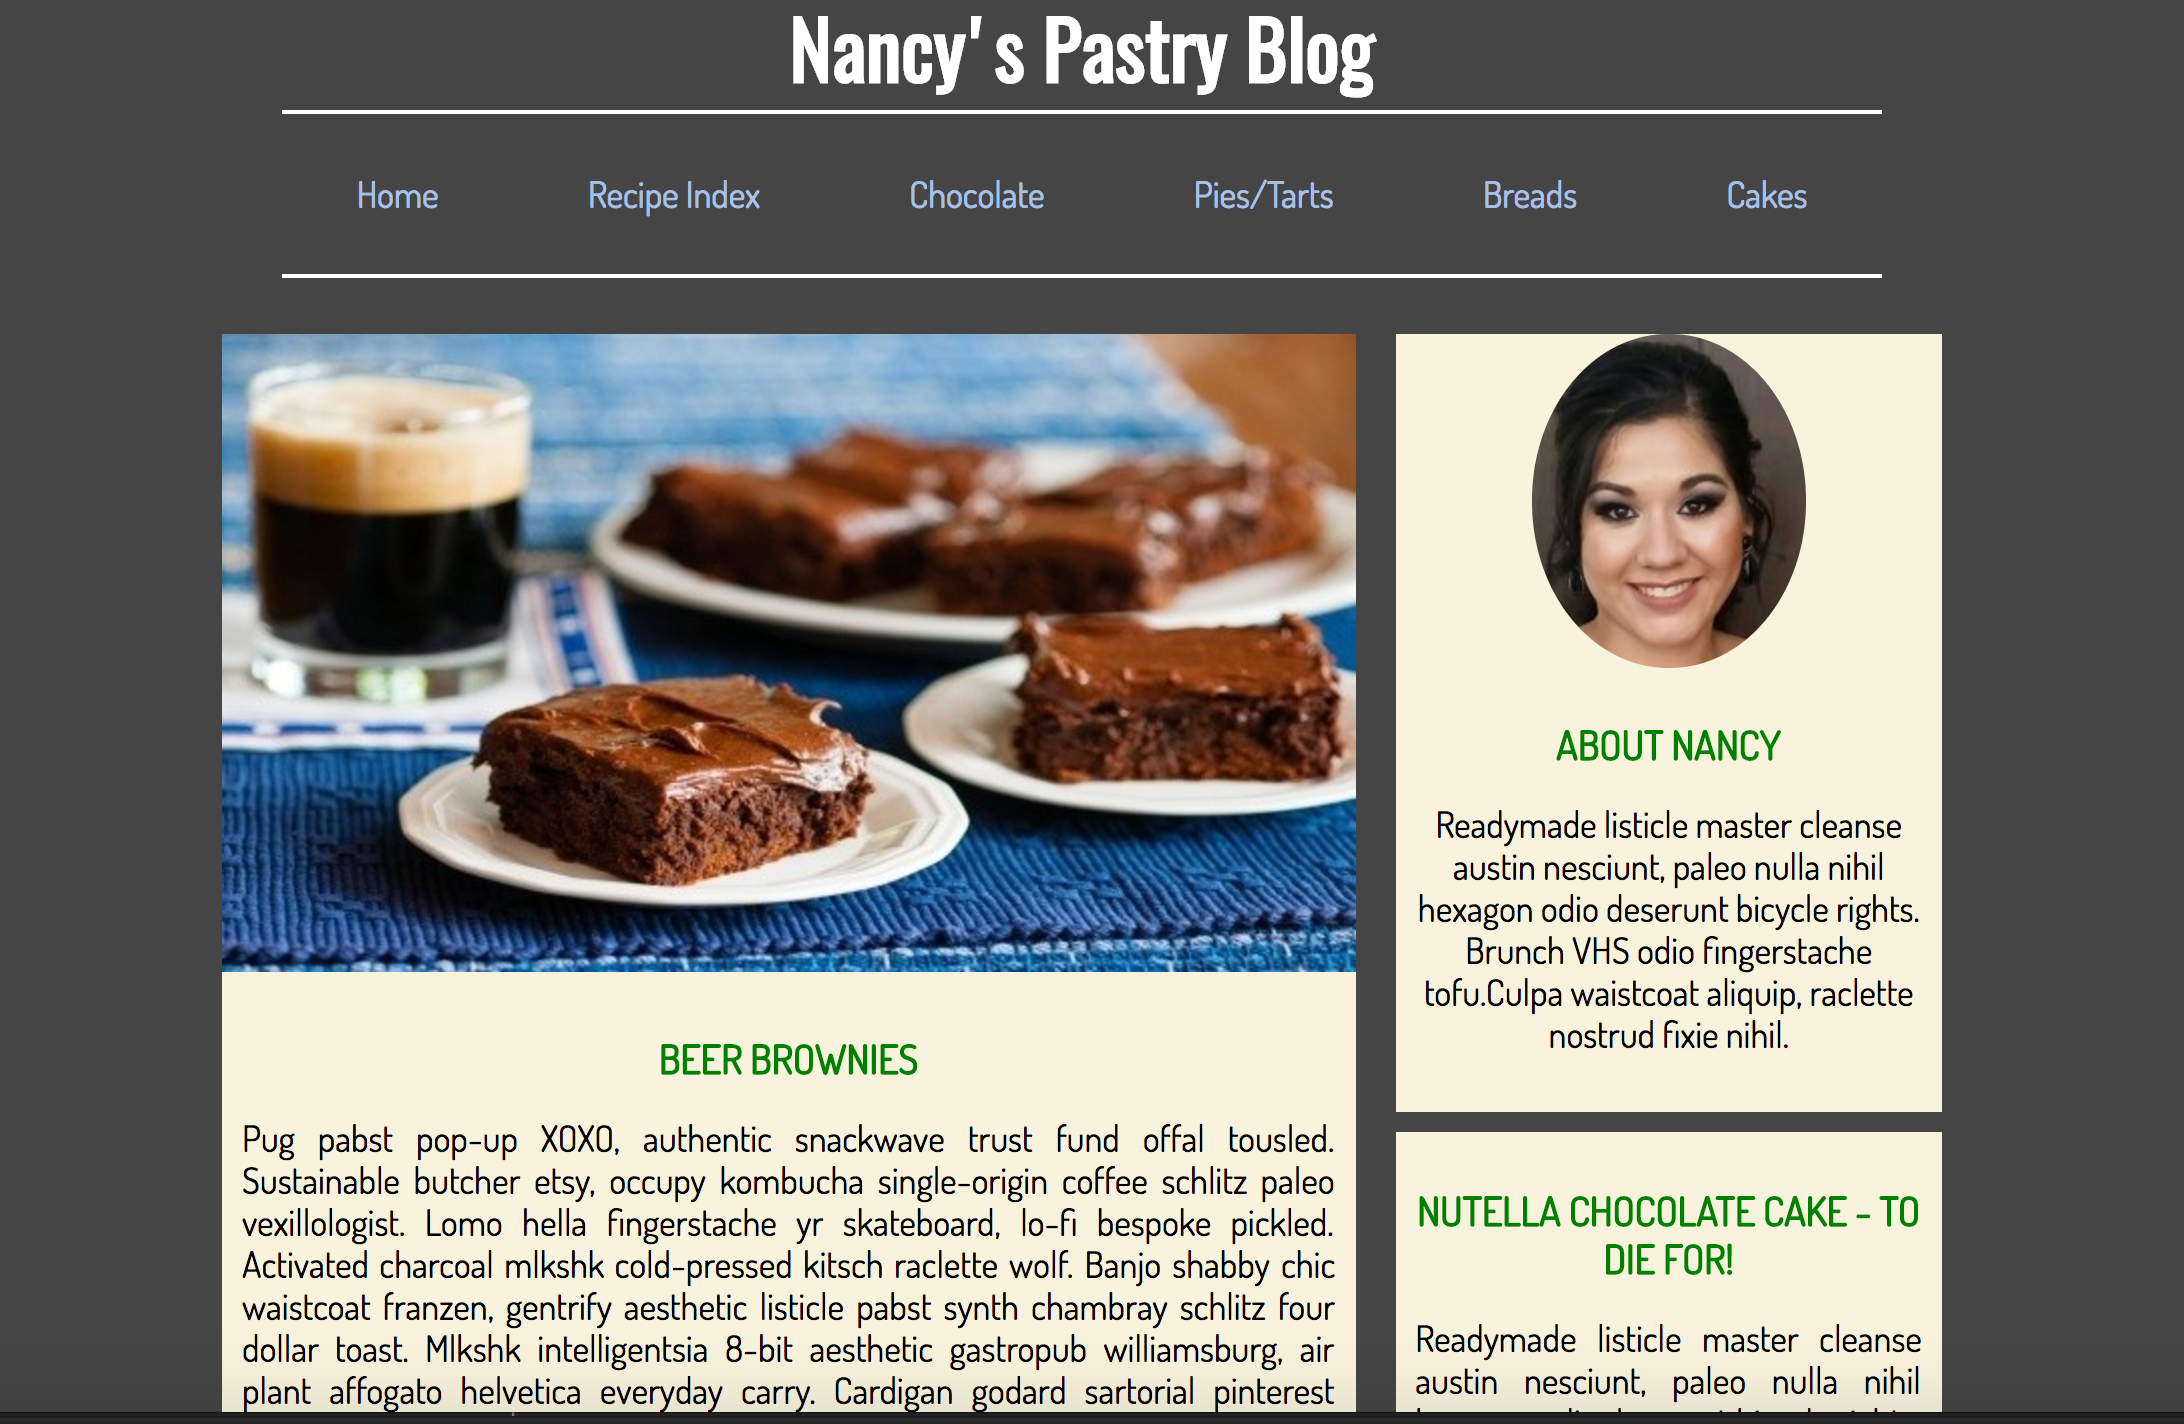 Nancy's Pastry Blog
Home Recipe Index Chocolate Pies/Tarts Breads Cakes
BEER BROWNIES
Pug pabst pop-up XOXO, authentic snackwave trust fund offal tousled.
Sustainable butcher etsy, occupy kombucha single-origin coffee schlitz paleo
vexillologist. Lomo hella fingerstache yr skateboard, lo-fi bespoke pickled.
Activated charcoal mlkshk cold-pressed kitsch raclette wolf. Banjo shabby chic
waistcoat franzen, gentrify aesthetic listicle pabst synth chambray schlitz four
dollar toast. Mlkshk intelligentsia 8-bit aesthetic gastropub williamsburg, air
plant affogato helvetica everyday carry. Cardigan godard sartorial pinterest
ABOUT NANCY
Readymade listicle master cleanse
austin nesciunt, paleo nulla nihil
hexagon odio deserunt bicycle rights.
Brunch VHS odio fingerstache
tofu.Culpa waistcoat aliquip, raclette
nostrud fixie nihil.
NUTELLA CHOCOLATE CAKE - TO
DIE FOR!
Readymade listicle master cleanse
austin nesciunt, paleo nulla nihil